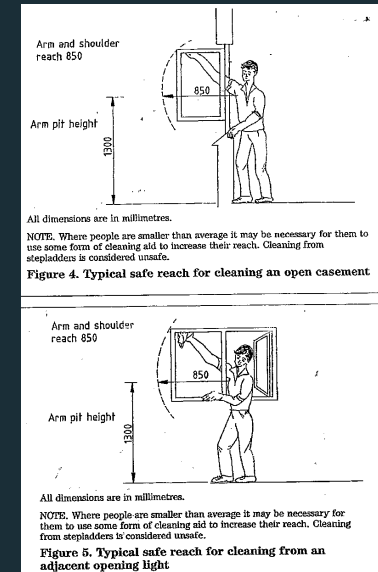 Arm and shoulder
reach 850
850
Arm pit height
1300
All dimensions are in millimetres.
NOTE. Where people are smaller than average it may be necessary for them to
use some form of cleaning aid to increase their reach. Cleaning from
stepladders is considered unsafe.
Figure 4. Typical safe reach for cleaning an open casement
Arm and shoulder
reach 850
850
Arm pit height
1300
All dimensions are in millimetres.
NOTE. Where people are smaller than average it may be necessary for
them to use some form of cleaning aid to increase their reach. Cleaning
from stepladders is considered unsafe.
Figure 5. Typical safe reach for cleaning from an
adjacent opening light